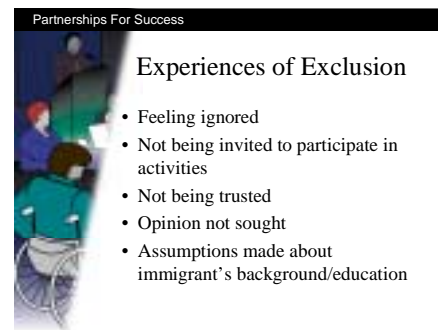 Partnerships For Success
Experiences of Exclusion
• Feeling ignored
• Not being invited to participate in
activities
• Not being trusted
• Opinion not sought
• Assumptions made about
immigrant's background/education